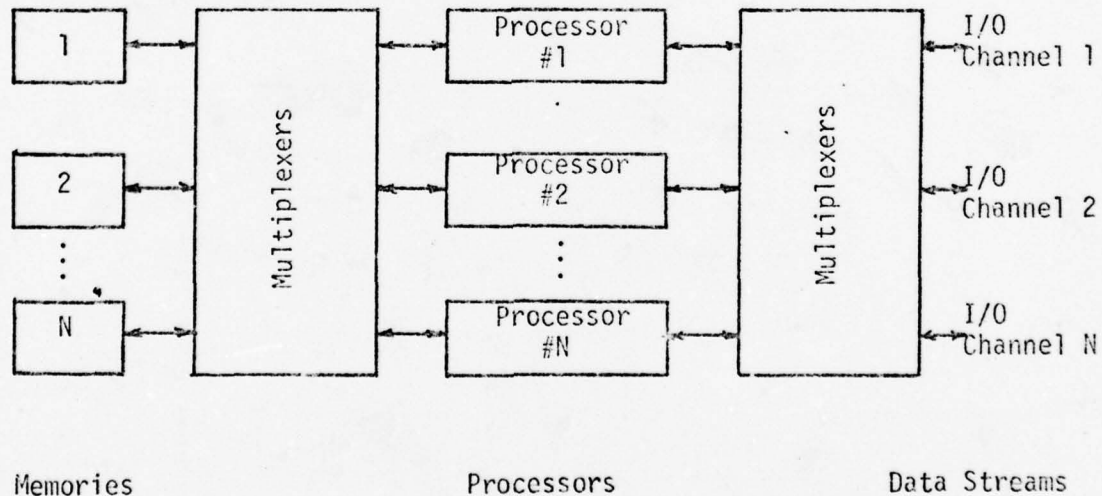 1
Processor
#1
I/O
Channel 1
Multiplexers
Multiplexers
2
Processor
#2
I/O
Channel 2
N
Processor
#N
I/O
Channel N
Memories
Processors
Data Streams